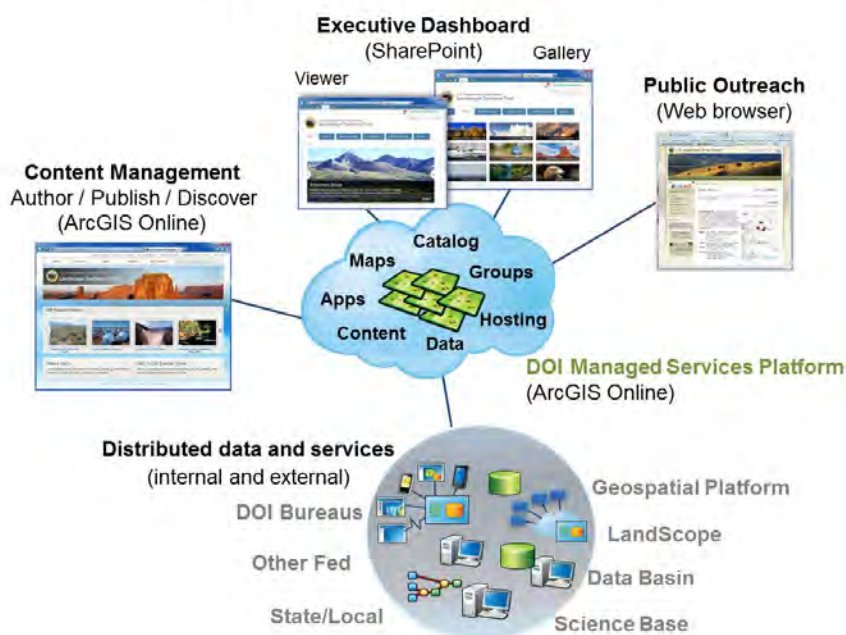 Executive Dashboard
(SharePoint)
Viewer
Gallery
Public Outreach
(Web browser)
Content Management
Author / Publish / Discover
(ArcGIS Online)
Catalog
Maps
Groups
Apps
Hosting
Content
Data
DOI Managed Services Platform
(ArcGIS Online)
Distributed data and services
(internal and external)
Geospatial Platform
DOI Bureaus
LandScope
Other Fed
Data Basin
State/Local
Science Base